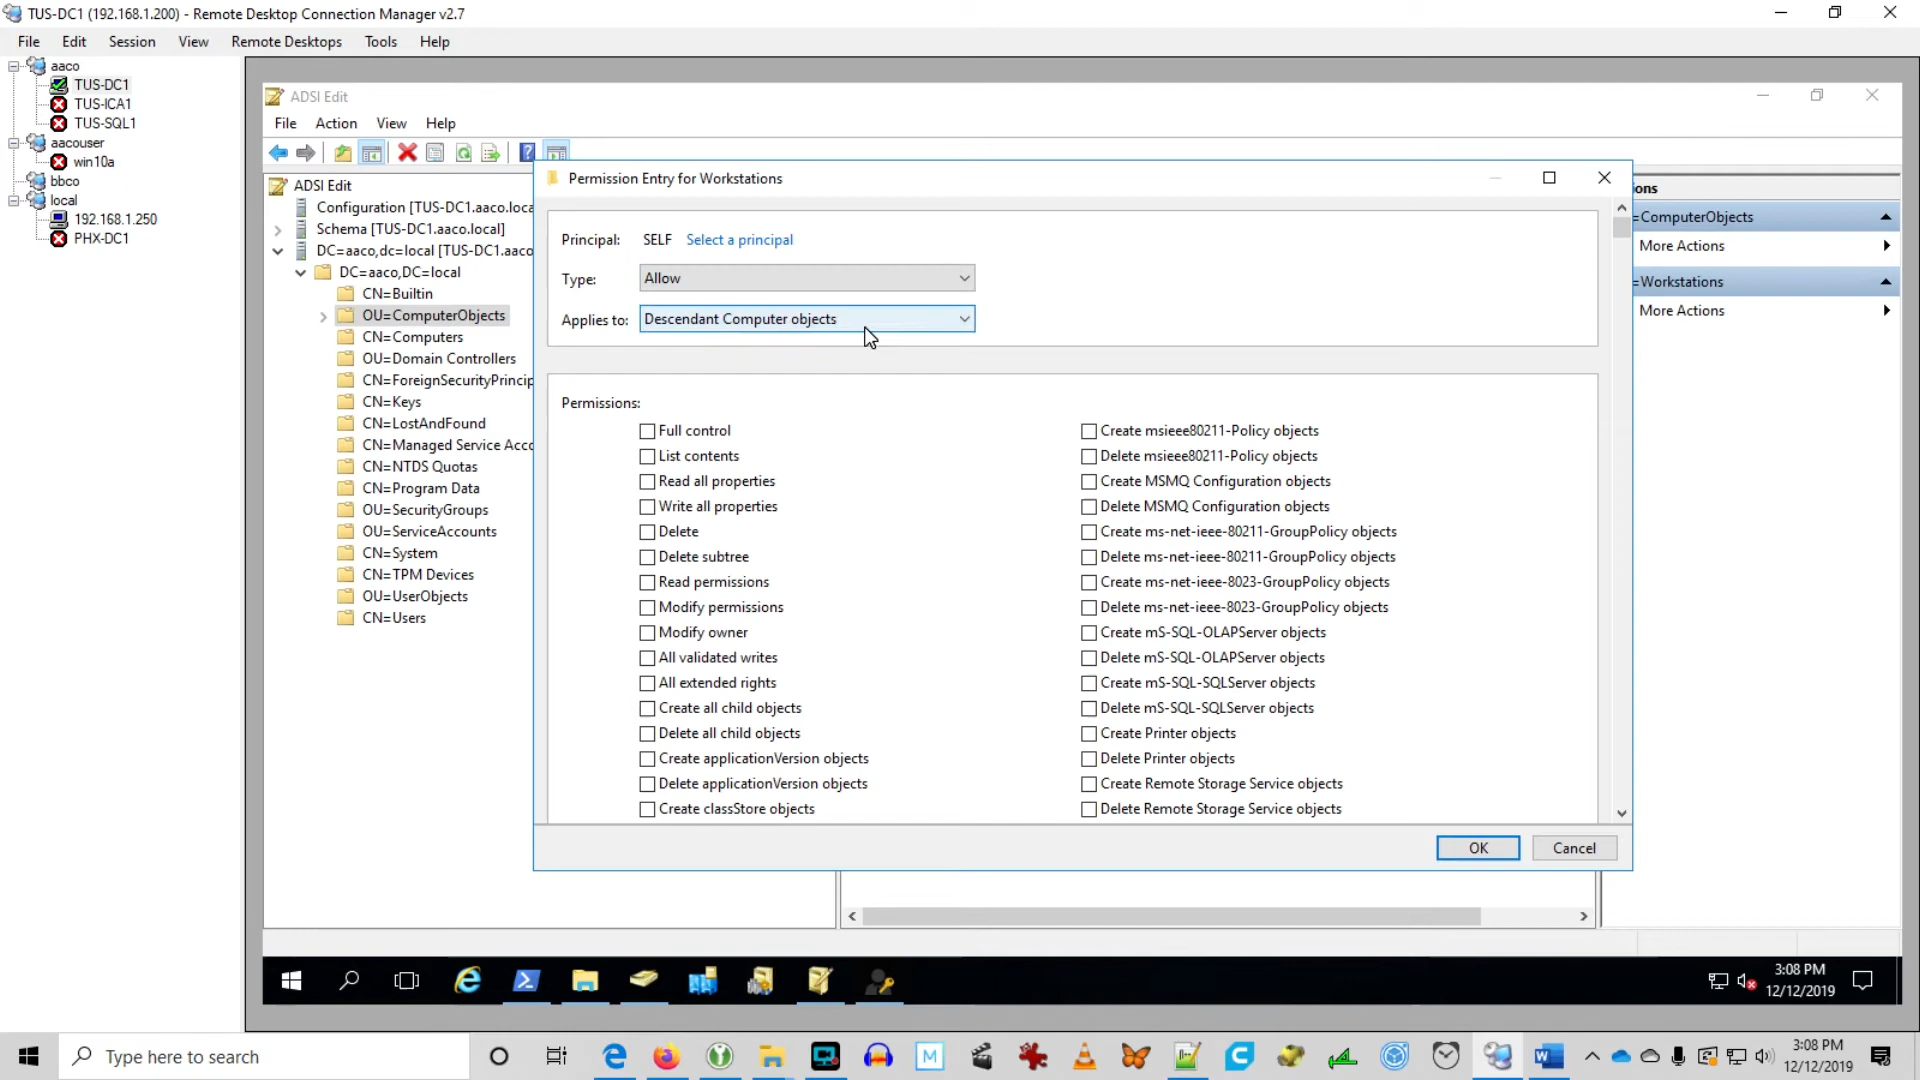 TUS-DC1 (192.168.1.200) - Remote Desktop Connection Manager v2.7
File Edit Session View Remote Desktops Tools Help
aaco
TUS-DC1
TUS-ICA1
TUS-SQL1
aacouser
win10a
bbco
local
192.168.1.250
PHX-DC1
ADSI Edit
File Action View Help
ADSI Edit
Configuration [TUS-DC1.aaco.loca
Schema [TUS-DC1.aaco.local]
DC=aaco,dc=local [TUS-DC1.aaco
DC=aaco,DC=local
CN=Builtin
OU=ComputerObjects
CN=Computers
OU=Domain Controllers
CN=ForeignSecurityPrincip
CN=Keys
CN=LostAndFound
CN=Managed Service Acco
CN=NTDS Quotas
CN=Program Data
OU=SecurityGroups
OU=ServiceAccounts
CN=System
CN=TPM Devices
OU=UserObjects
CN=Users
Permission Entry for Workstations
Principal: SELF Select a principal
Type: Allow
Applies to: Descendant Computer objects
Permissions:
Full control
List contents
Read all properties
Write all properties
Delete
Delete subtree
Read permissions
Modify permissions
Modify owner
All validated writes
All extended rights
Create all child objects
Delete all child objects
Create applicationVersion objects
Delete applicationVersion objects
Create classStore objects
Create msieee80211-Policy objects
Delete msieee80211-Policy objects
Create MSMQ Configuration objects
Delete MSMQ Configuration objects
Create ms-net-ieee-80211-GroupPolicy objects
Delete ms-net-ieee-80211-GroupPolicy objects
Create ms-net-ieee-8023-GroupPolicy objects
Delete ms-net-ieee-8023-GroupPolicy objects
Create mS-SQL-OLAPServer objects
Delete mS-SQL-OLAPServer objects
Create mS-SQL-SQLServer objects
Delete mS-SQL-SQLServer objects
Create Printer objects
Delete Printer objects
Create Remote Storage Service objects
Delete Remote Storage Service objects
OK Cancel
ions
=ComputerObjects
More Actions
=Workstations
More Actions
3:08 PM
12/12/2019
Type here to search
3:08 PM
12/12/2019